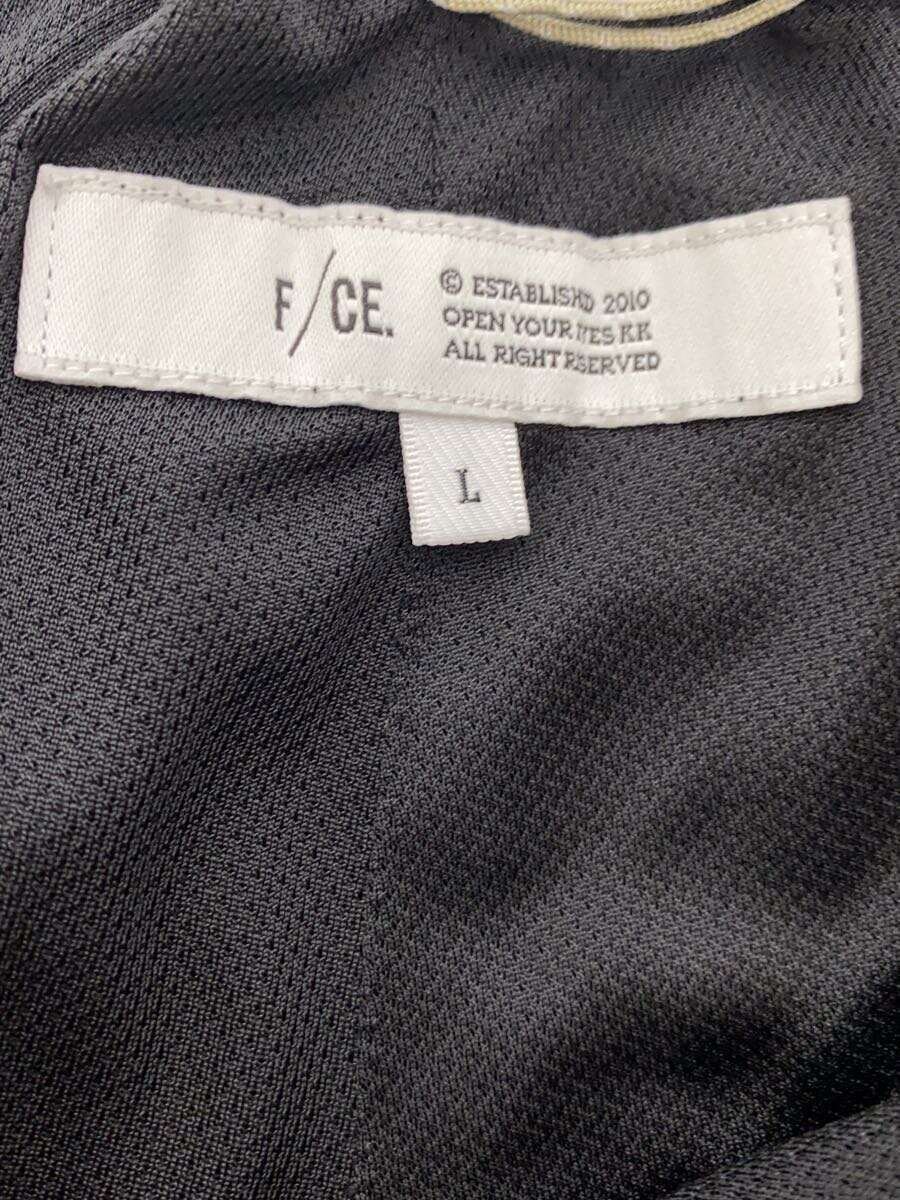 F/CE.
© ESTABLISHD 2010
OPEN YOUR EYES KK
ALL RIGHT RSERVED
L